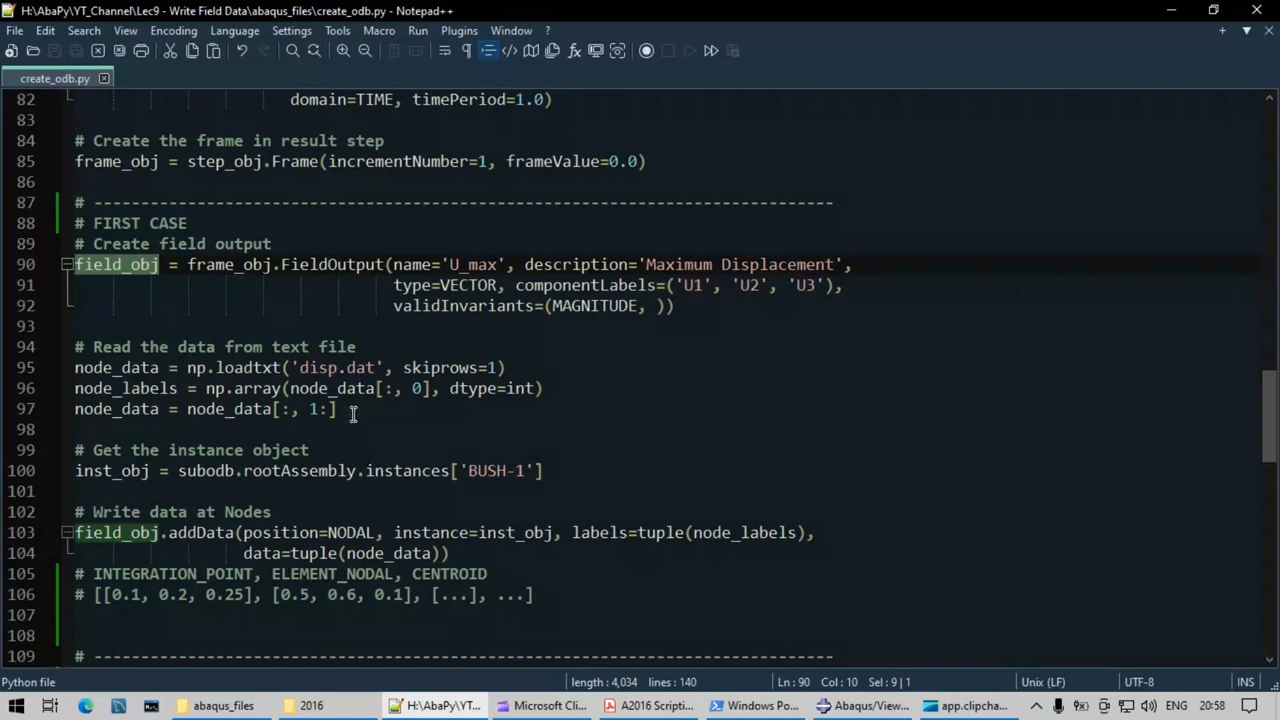 H:\AbaPy\YT_Channel\Lec9 - Write Field Data\abaqus_files\create_odb.py - Notepad++
File Edit Search View Encoding Language Settings Tools Macro Run Plugins Window ?
create_odb.py
82 domain=TIME, timePeriod=1.0)
83
84 # Create the frame in result step
85 frame_obj = step_obj.Frame(incrementNumber=1, frameValue=0.0)
86
87 # -------------------------------------------------------------------------------
88 # FIRST CASE
89 # Create field output
90 field_obj = frame_obj.FieldOutput(name='U_max', description='Maximum Displacement',
91 type=VECTOR, componentLabels=('U1', 'U2', 'U3'),
92 validInvariants=(MAGNITUDE, ))
93
94 # Read the data from text file
95 node_data = np.loadtxt('disp.dat', skiprows=1)
96 node_labels = np.array(node_data[:, 0], dtype=int)
97 node_data = node_data[:, 1:]
98
99 # Get the instance object
100 inst_obj = subodb.rootAssembly.instances['BUSH-1']
101
102 # Write data at Nodes
103 field_obj.addData(position=NODAL, instance=inst_obj, labels=tuple(node_labels),
104 data=tuple(node_data))
105 # INTEGRATION_POINT, ELEMENT_NODAL, CENTROID
106 # [[0.1, 0.2, 0.25], [0.5, 0.6, 0.1], [...], ...]
107
108
109 # -------------------------------------------------------------------------------
Python file length : 4,034 lines : 140 Ln : 90 Col : 10 Sel : 9 | 1 Unix (LF) UTF-8 INS
abaqus_files 2016 H:\AbaPy\YT... Microsoft Cli... A2016 Scripti... Windows Po... Abaqus/View... app.clipcha... ENG 20:58